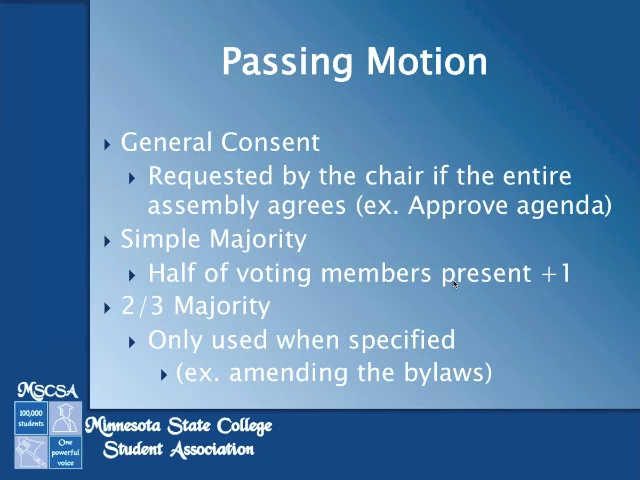 Passing Motion
General Consent
Requested by the chair if the entire
assembly agrees (ex. Approve agenda)
Simple Majority
Half of voting members present +1
2/3 Majority
Only used when specified
(ex. amending the bylaws)
MSCSA
100,000
students
One
powerful
voice
Minnesota State College
Student Association